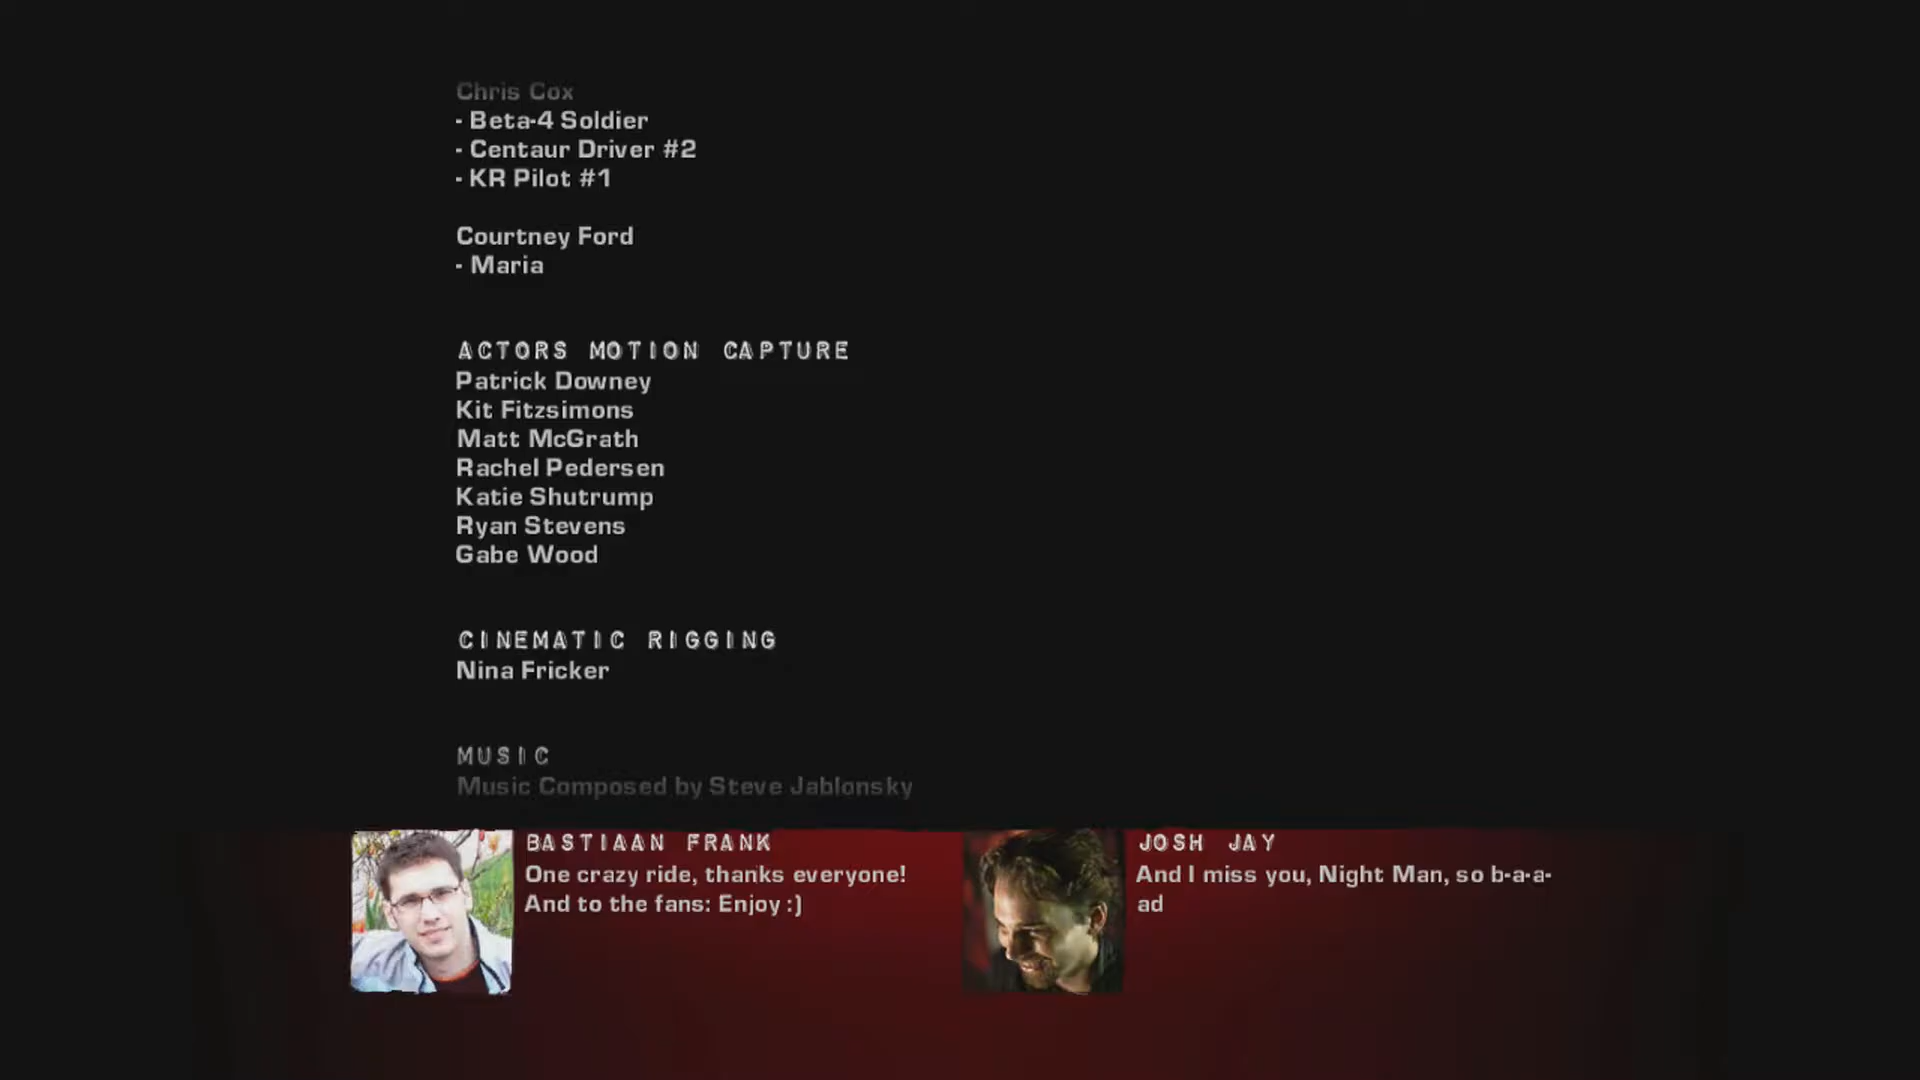 Chris Cox
- Beta-4 Soldier
- Centaur Driver #2
- KR Pilot #1
Courtney Ford
- Maria
ACTORS MOTION CAPTURE
Patrick Downey
Kit Fitzsimons
Matt McGrath
Rachel Pedersen
Katie Shutrump
Ryan Stevens
Gabe Wood
CINEMATIC RIGGING
Nina Fricker
MUSIC
Music Composed by Steve Jablonsky
BASTIAAN FRANK
One crazy ride, thanks everyone!
And to the fans: Enjoy :)
JOSH JAY
And I miss you, Night Man, so b-a-a-
ad